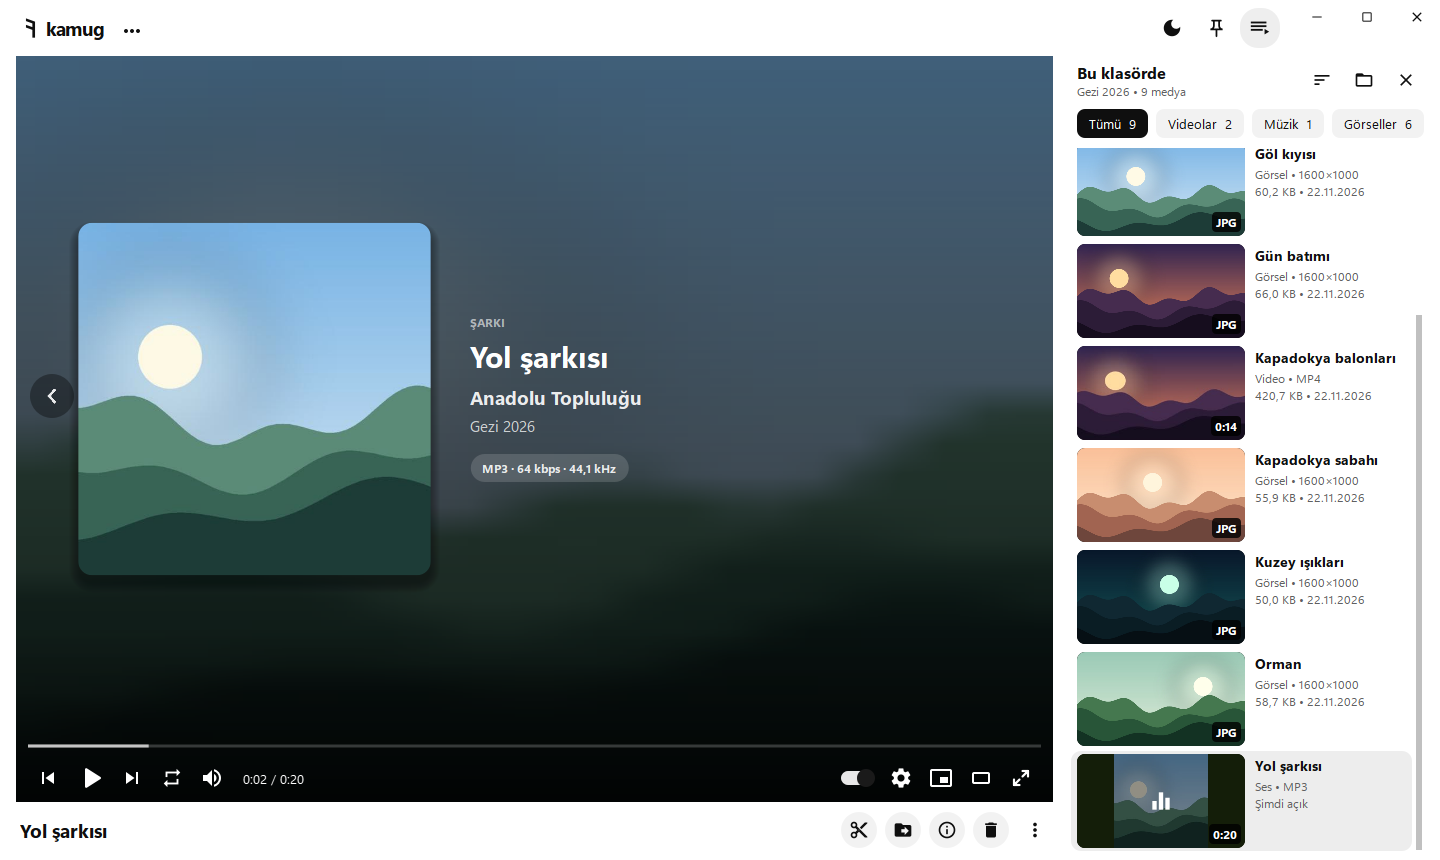 kamug
Bu klasörde
Gezi 2026 • 9 medya
Tümü 9
Videolar 2
Müzik 1
Görseller 6
ŞARKI
Yol şarkısı
Anadolu Topluluğu
Gezi 2026
MP3 · 64 kbps · 44,1 kHz
0:02 / 0:20
Yol şarkısı
Göl kıyısı
Görsel • 1600×1000
60,2 KB • 22.11.2026
JPG
Gün batımı
Görsel • 1600×1000
66,0 KB • 22.11.2026
JPG
Kapadokya balonları
Video • MP4
420,7 KB • 22.11.2026
0:14
Kapadokya sabahı
Görsel • 1600×1000
55,9 KB • 22.11.2026
JPG
Kuzey ışıkları
Görsel • 1600×1000
50,0 KB • 22.11.2026
JPG
Orman
Görsel • 1600×1000
58,7 KB • 22.11.2026
JPG
Yol şarkısı
Ses • MP3
Şimdi açık
0:20